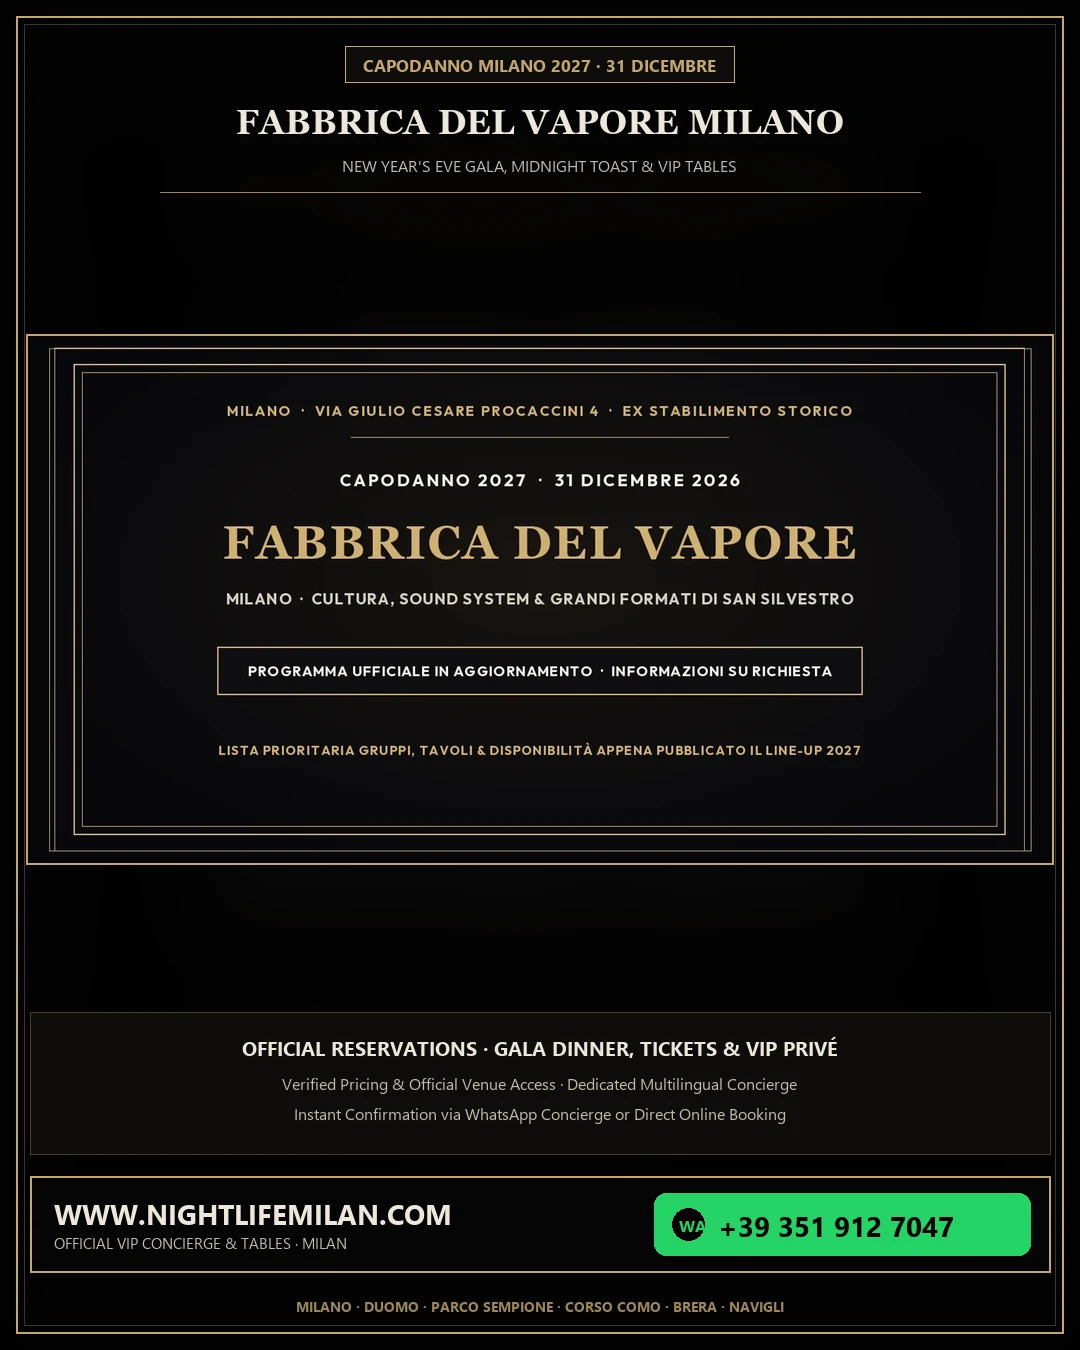 CAPODANNO MILANO 2027 · 31 DICEMBRE
FABBRICA DEL VAPORE MILANO
NEW YEAR'S EVE GALA, MIDNIGHT TOAST & VIP TABLES
MILANO · VIA GIULIO CESARE PROCACCINI 4 · EX STABILIMENTO STORICO
CAPODANNO 2027 · 31 DICEMBRE 2026
FABBRICA DEL VAPORE
MILANO · CULTURA, SOUND SYSTEM & GRANDI FORMATI DI SAN SILVESTRO
PROGRAMMA UFFICIALE IN AGGIORNAMENTO · INFORMAZIONI SU RICHIESTA
LISTA PRIORITARIA GRUPPI, TAVOLI & DISPONIBILITÀ APPENA PUBBLICATO IL LINE-UP 2027
OFFICIAL RESERVATIONS · GALA DINNER, TICKETS & VIP PRIVÉ
Verified Pricing & Official Venue Access · Dedicated Multilingual Concierge
Instant Confirmation via WhatsApp Concierge or Direct Online Booking
WWW.NIGHTLIFEMILAN.COM
OFFICIAL VIP CONCIERGE & TABLES · MILAN
WA +39 351 912 7047
MILANO · DUOMO · PARCO SEMPIONE · CORSO COMO · BRERA · NAVIGLI